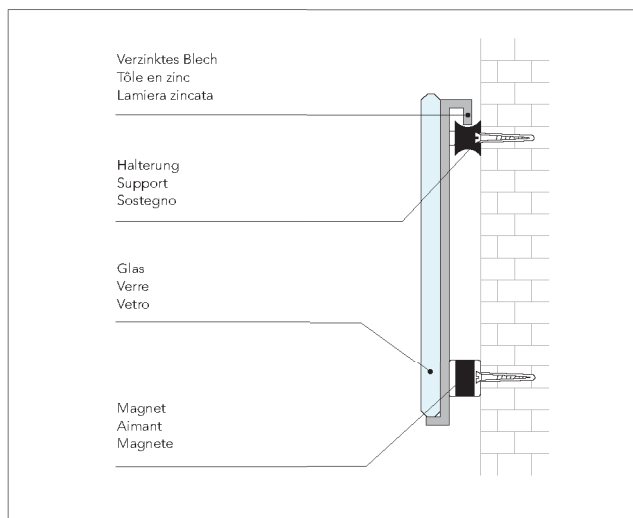 Verzinktes Blech
Tôle en zinc
Lamiera zincata
Halterung
Support
Sostegno
Glas
Verre
Vetro
Magnet
Aimant
Magnete